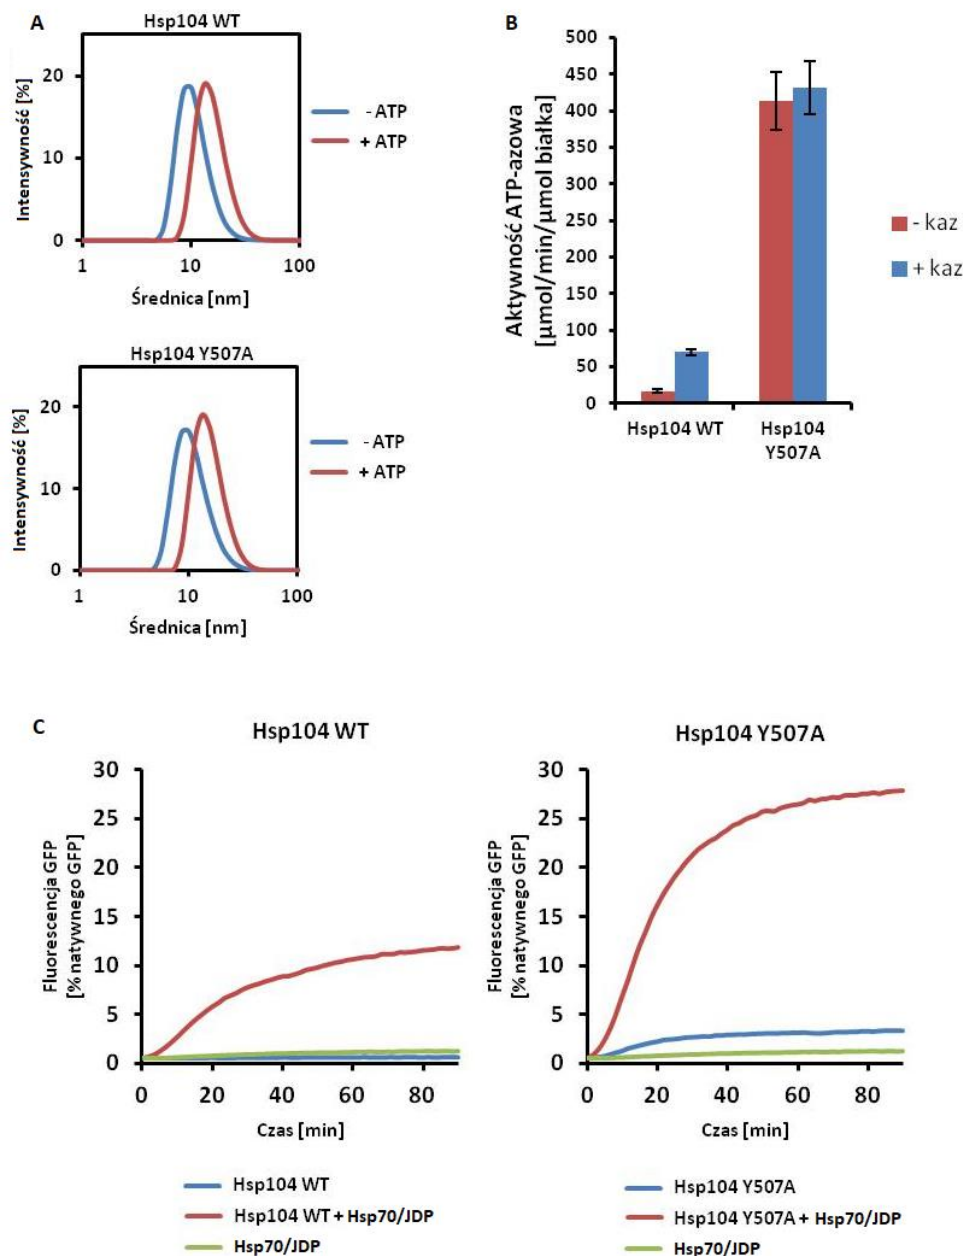 A
Hsp104 WT
Intensywność [%]
20
10
0
1
10
100
Średnica [nm]
- ATP
+ ATP
Hsp104 Y507A
Intensywność [%]
20
10
0
1
10
100
Średnica [nm]
- ATP
+ ATP
B
Aktywność ATP-azowa
[µmol/min/µmol białka]
500
450
400
350
300
250
200
150
100
50
0
Hsp104 WT
Hsp104
Y507A
- kaz
+ kaz
C
Hsp104 WT
Fluorescencja GFP
[% natywnego GFP]
30
25
20
15
10
5
0
0
20
40
60
80
Czas [min]
Hsp104 WT
Hsp104 WT + Hsp70/JDP
Hsp70/JDP
Hsp104 Y507A
Fluorescencja GFP
[% natywnego GFP]
30
25
20
15
10
5
0
0
20
40
60
80
Czas [min]
Hsp104 Y507A
Hsp104 Y507A + Hsp70/JDP
Hsp70/JDP